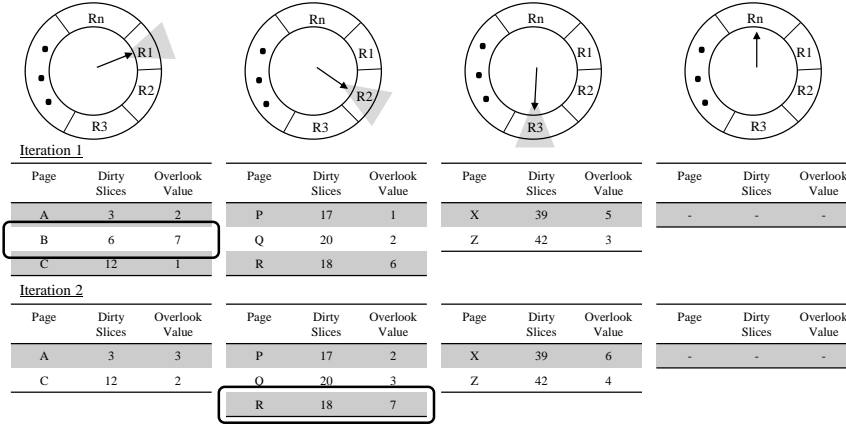 Rn Rn Rn Rn
R1 R1 R1 R1
R2 R2 R2 R2
R3 R3 R3 R3
Iteration 1
Page Dirty Slices Overlook Value
A 3 2
B 6 7
C 12 1
Page Dirty Slices Overlook Value
P 17 1
Q 20 2
R 18 6
Page Dirty Slices Overlook Value
X 39 5
Z 42 3
Page Dirty Slices Overlook Value
- - -
Iteration 2
Page Dirty Slices Overlook Value
A 3 3
C 12 2
Page Dirty Slices Overlook Value
P 17 2
Q 20 3
R 18 7
Page Dirty Slices Overlook Value
X 39 6
Z 42 4
Page Dirty Slices Overlook Value
- - -